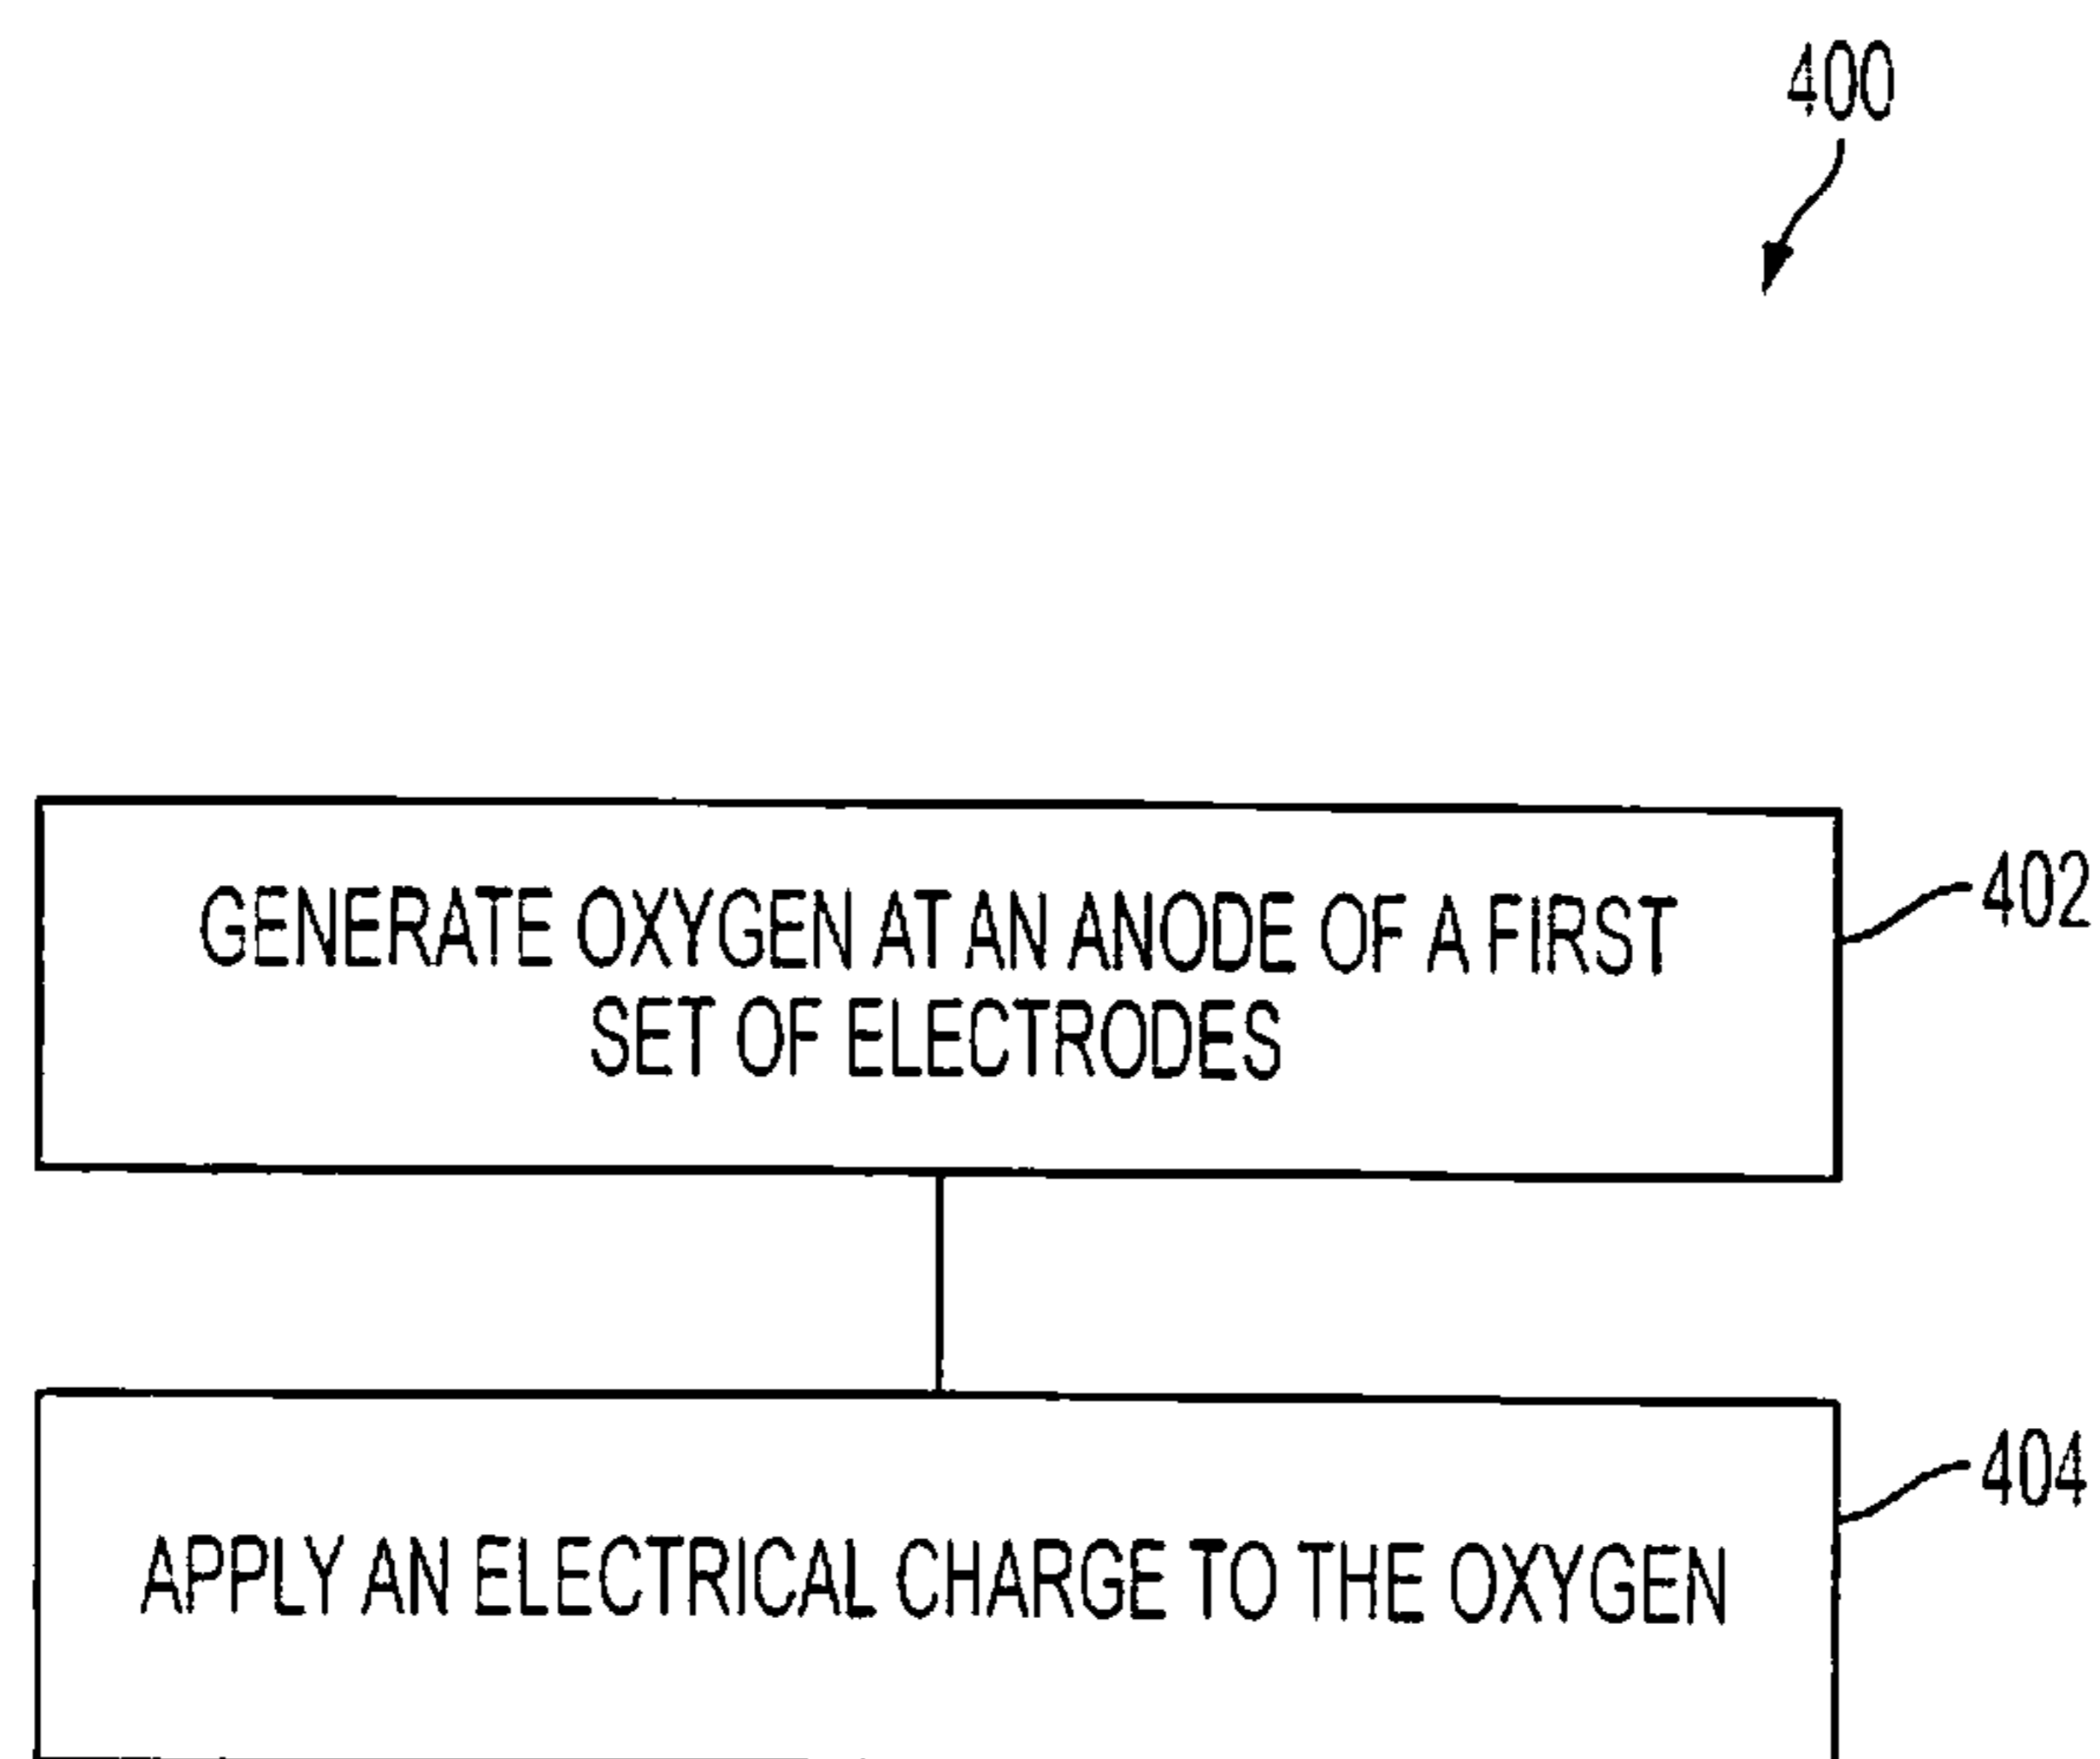 400
GENERATE OXYGEN AT AN ANODE OF A FIRST
SET OF ELECTRODES
402
APPLY AN ELECTRICAL CHARGE TO THE OXYGEN
404